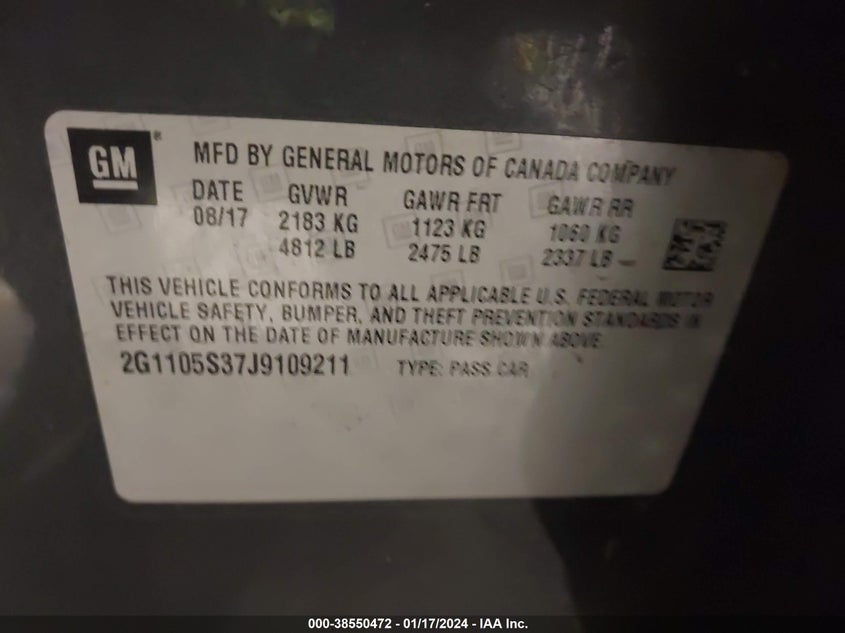 GM ®
MFD BY GENERAL MOTORS OF CANADA COMPANY
DATE GVWR GAWR FRT GAWR RR
08/17 2183 KG 1123 KG 1060 KG
4812 LB 2475 LB 2337 LB
THIS VEHICLE CONFORMS TO ALL APPLICABLE U.S. FEDERAL MOTOR
VEHICLE SAFETY, BUMPER, AND THEFT PREVENTION STANDARDS IN
EFFECT ON THE DATE OF MANUFACTURE SHOWN ABOVE.
2G1105S37J9109211 TYPE: PASS CAR
000-38550472 - 01/17/2024 - IAA Inc.